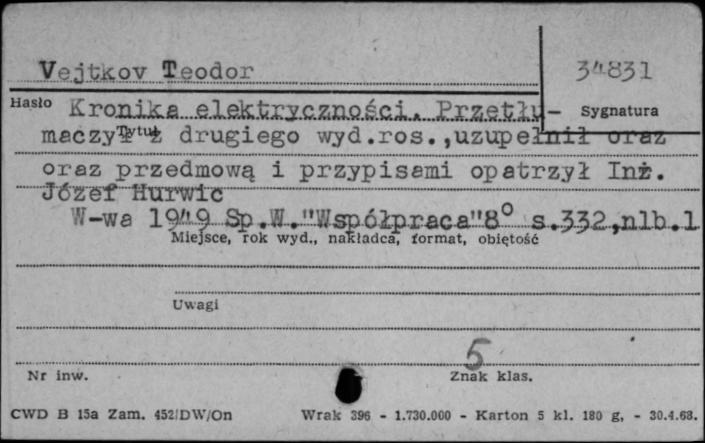 Vejtkov Teodor
34831
Hasło Kronika elektryczności. Przetłu-
Sygnatura
maczył z drugiego wyd.ros.,uzupełnił oraz
Tytuł
oraz przedmową i przypisami opatrzył Inż.
Józef Hurwic
W-wa 1949 Sp.W."Współpraca"8° s.332,nlb.1
Miejsce, rok wyd., nakładca, format, objętość
Uwagi
5
Nr inw.
Znak klas.
CWD B 15a Zam. 452/DW/On Wrak 396 - 1.730.000 - Karton 5 kl. 180 g, - 30.4.68.